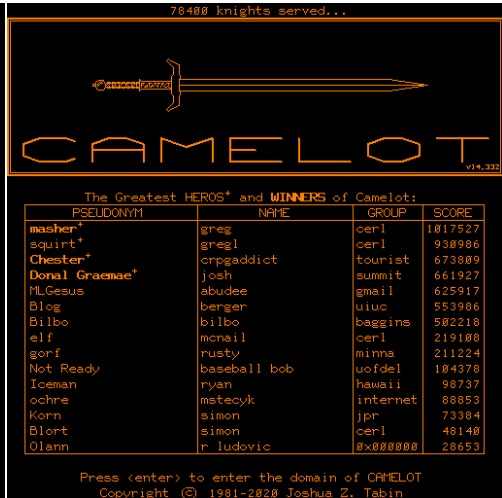 78400 knights served...
CAMELOT
v14,332
The Greatest HEROS+ and WINNERS of Camelot:
PSEUDONYM NAME GROUP SCORE
masher+ greg cerl 1017527
squirt+ gregl cerl 930986
Chester+ crpgaddict tourist 673809
Donal Graemae+ josh summit 661927
MLGesus abudee gmail 625917
Blog berger uiuc 553986
Bilbo bilbo baggins 502218
elf mcnail cerl 219108
gorf rusty minna 211224
Not Ready baseball bob uofdel 104378
Iceman ryan hawaii 98737
ochre mstecyk internet 88853
Korn simon jpr 73384
Blort simon cerl 48140
Olann r ludovic 0x000000 28653
Press <enter> to enter the domain of CAMELOT
Copyright © 1981-2020 Joshua Z. Tabin